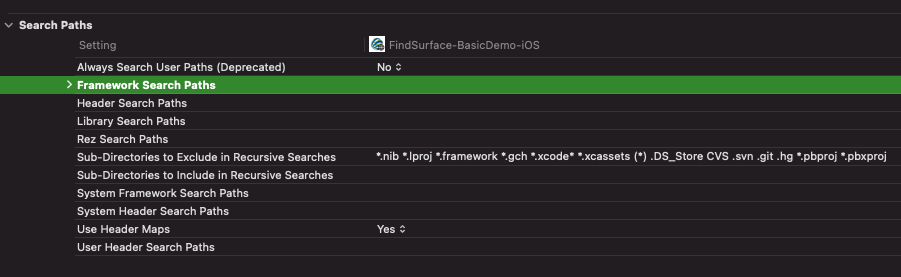 Search Paths
Setting FindSurface-BasicDemo-iOS
Always Search User Paths (Deprecated) No
Framework Search Paths
Header Search Paths
Library Search Paths
Rez Search Paths
Sub-Directories to Exclude in Recursive Searches *.nib *.lproj *.framework *.gch *.xcode* *.xcassets (*) .DS_Store CVS .svn .git .hg *.pbproj *.pbxproj
Sub-Directories to Include in Recursive Searches
System Framework Search Paths
System Header Search Paths
Use Header Maps Yes
User Header Search Paths